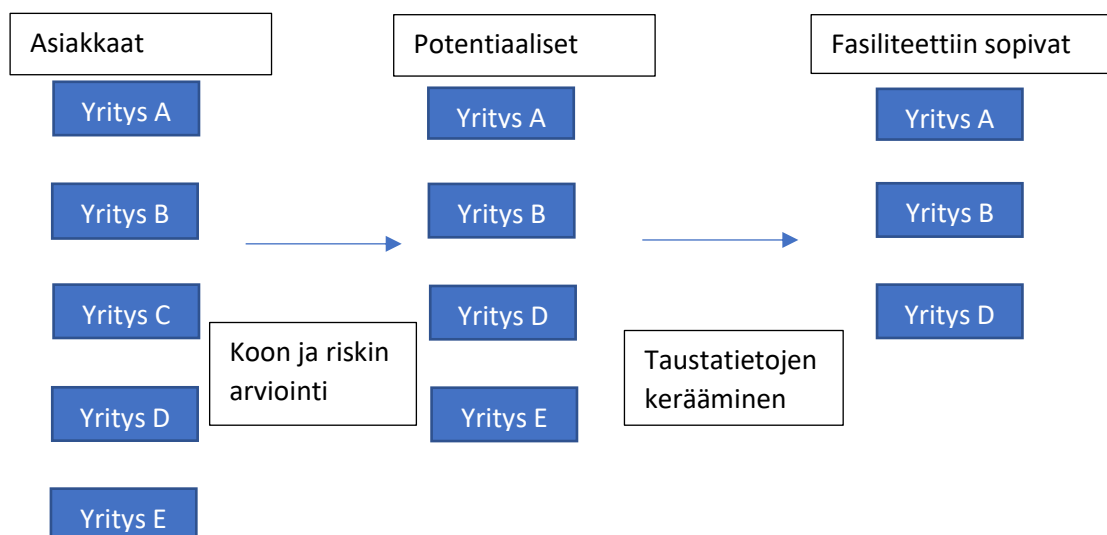 Asiakkaat
Yritys A
Yritys B
Yritys C
Yritys D
Yritys E
Koon ja riskin
arviointi
Potentiaaliset
Yritys A
Yritys B
Yritys D
Yritys E
Taustatietojen
kerääminen
Fasiliteettiin sopivat
Yritys A
Yritys B
Yritys D